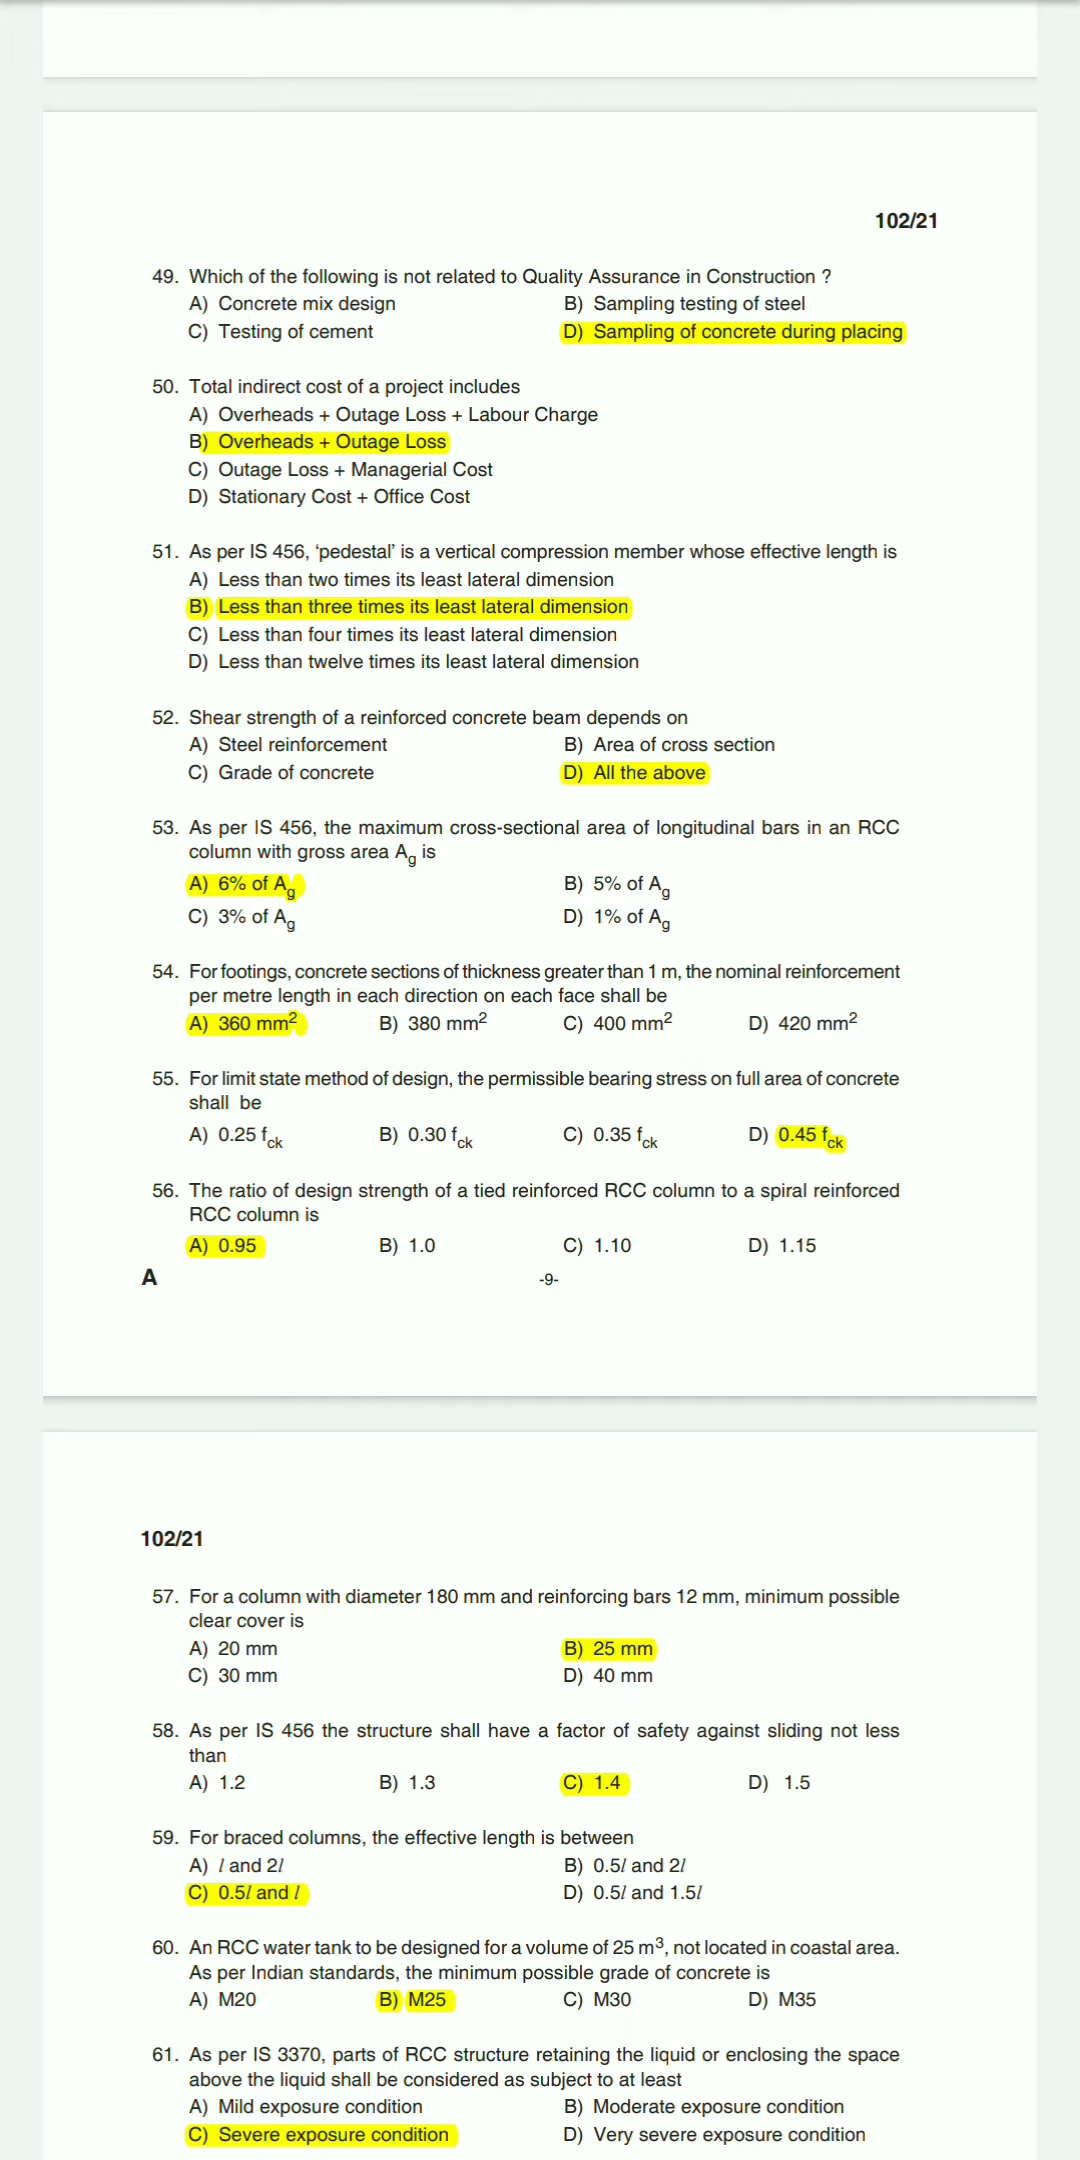 102/21
49. Which of the following is not related to Quality Assurance in Construction ?
A) Concrete mix design B) Sampling testing of steel
C) Testing of cement D) Sampling of concrete during placing
50. Total indirect cost of a project includes
A) Overheads + Outage Loss + Labour Charge
B) Overheads + Outage Loss
C) Outage Loss + Managerial Cost
D) Stationary Cost + Office Cost
51. As per IS 456, ‘pedestal’ is a vertical compression member whose effective length is
A) Less than two times its least lateral dimension
B) Less than three times its least lateral dimension
C) Less than four times its least lateral dimension
D) Less than twelve times its least lateral dimension
52. Shear strength of a reinforced concrete beam depends on
A) Steel reinforcement B) Area of cross section
C) Grade of concrete D) All the above
53. As per IS 456, the maximum cross-sectional area of longitudinal bars in an RCC
column with gross area Ag is
A) 6% of Ag B) 5% of Ag
C) 3% of Ag D) 1% of Ag
54. For footings, concrete sections of thickness greater than 1 m, the nominal reinforcement
per metre length in each direction on each face shall be
A) 360 mm² B) 380 mm² C) 400 mm² D) 420 mm²
55. For limit state method of design, the permissible bearing stress on full area of concrete
shall be
A) 0.25 fck B) 0.30 fck C) 0.35 fck D) 0.45 fck
56. The ratio of design strength of a tied reinforced RCC column to a spiral reinforced
RCC column is
A) 0.95 B) 1.0 C) 1.10 D) 1.15
A -9-
102/21
57. For a column with diameter 180 mm and reinforcing bars 12 mm, minimum possible
clear cover is
A) 20 mm B) 25 mm
C) 30 mm D) 40 mm
58. As per IS 456 the structure shall have a factor of safety against sliding not less
than
A) 1.2 B) 1.3 C) 1.4 D) 1.5
59. For braced columns, the effective length is between
A) l and 2l B) 0.5l and 2l
C) 0.5l and l D) 0.5l and 1.5l
60. An RCC water tank to be designed for a volume of 25 m³, not located in coastal area.
As per Indian standards, the minimum possible grade of concrete is
A) M20 B) M25 C) M30 D) M35
61. As per IS 3370, parts of RCC structure retaining the liquid or enclosing the space
above the liquid shall be considered as subject to at least
A) Mild exposure condition B) Moderate exposure condition
C) Severe exposure condition D) Very severe exposure condition